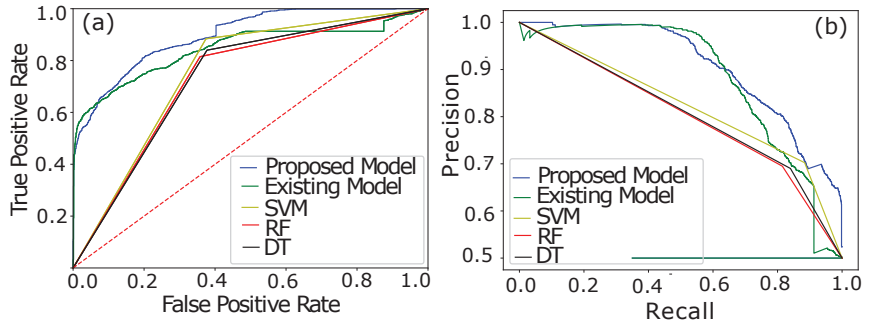 (a)
True Positive Rate
1.0
0.8
0.6
0.4
0.2
Proposed Model
Existing Model
SVM
RF
DT
0.0 0.2 0.4 0.6 0.8 1.0
False Positive Rate
(b)
Precision
1.0
0.9
0.8
0.7
0.6
0.5
Proposed Model
Existing Model
SVM
RF
DT
0.0 0.2 0.4 0.6 0.8 1.0
Recall